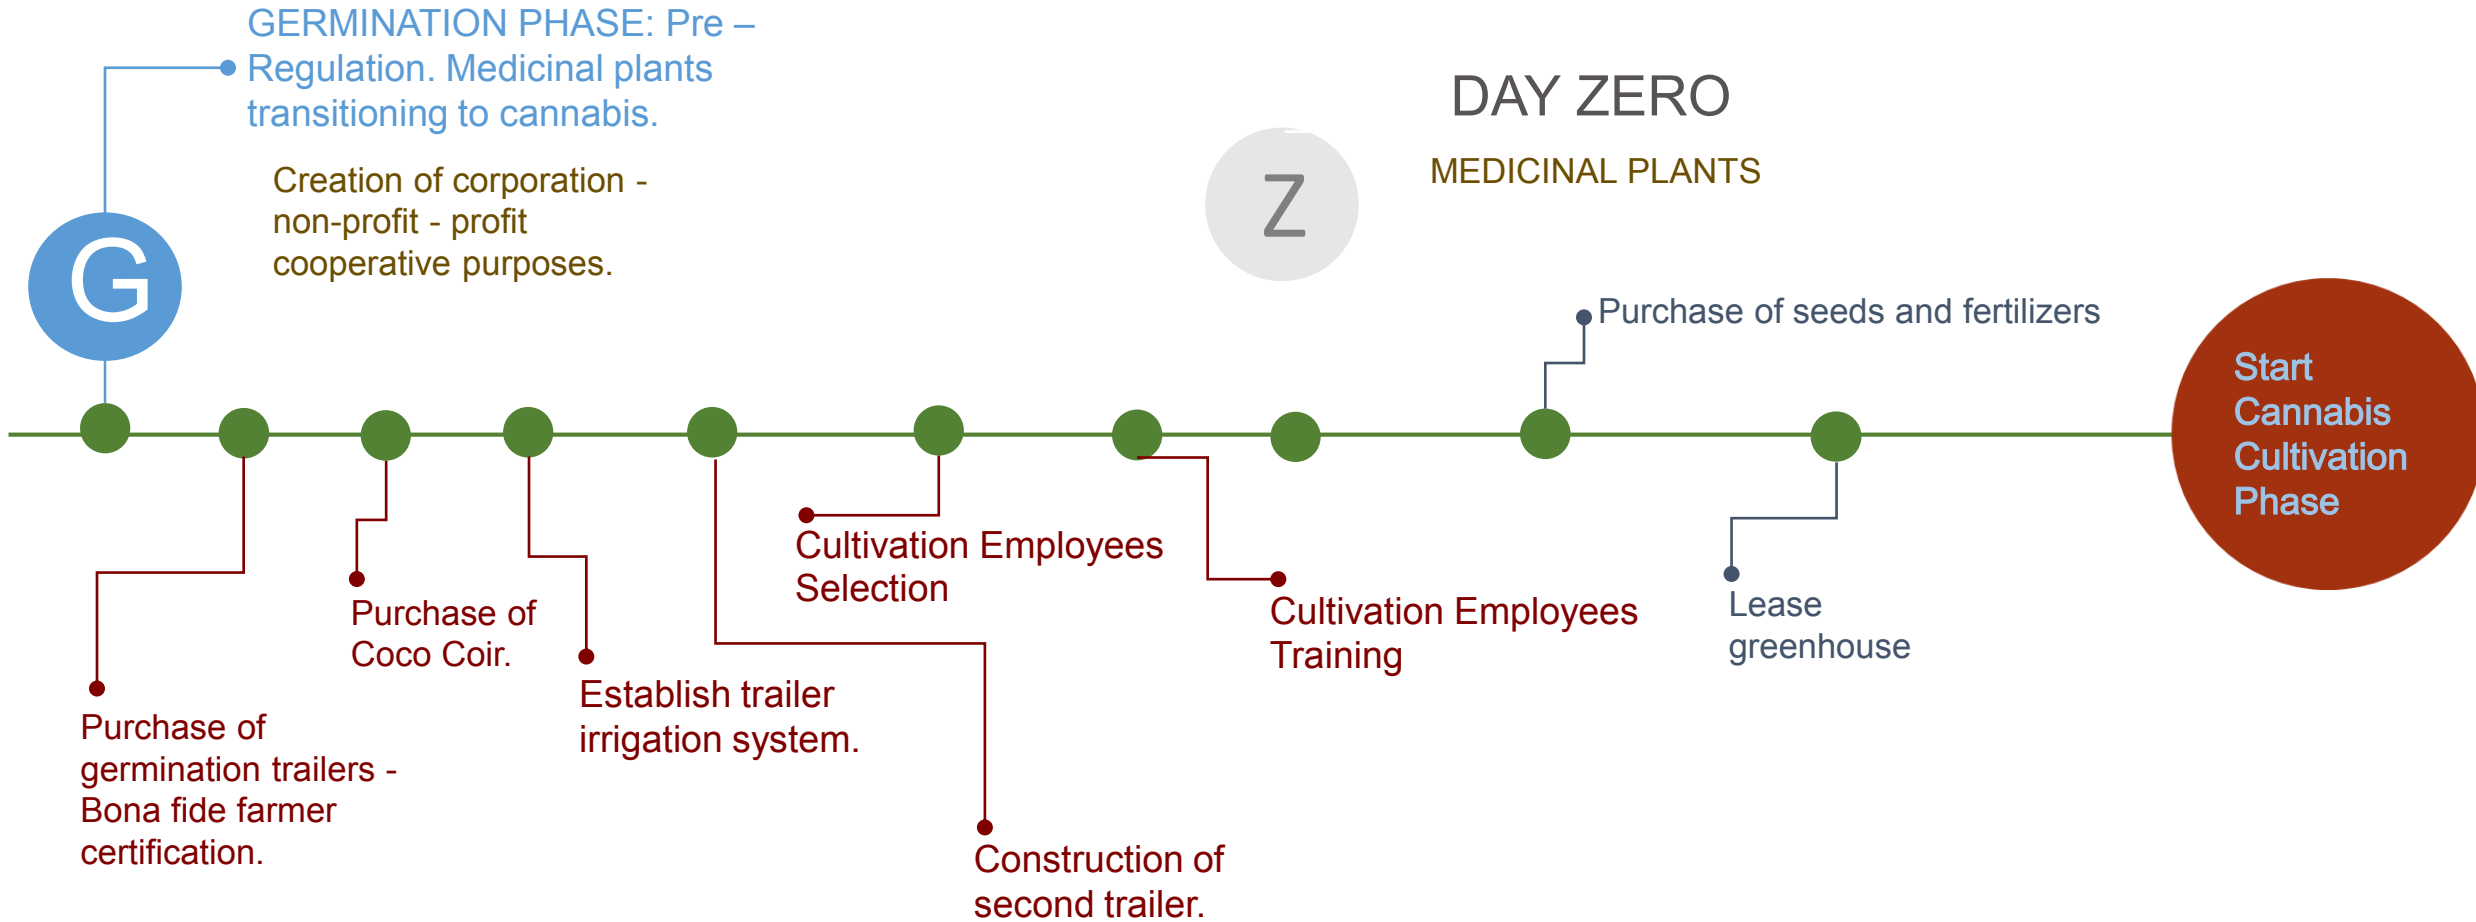 GERMINATION PHASE: Pre –
Regulation. Medicinal plants
transitioning to cannabis.
Creation of corporation -
non-profit - profit
cooperative purposes.
G
DAY ZERO
MEDICINAL PLANTS
Z
Purchase of seeds and fertilizers
Start
Cannabis
Cultivation
Phase
Purchase of
germination trailers -
Bona fide farmer
certification.
Purchase of
Coco Coir.
Establish trailer
irrigation system.
Cultivation Employees
Selection
Construction of
second trailer.
Cultivation Employees
Training
Lease
greenhouse